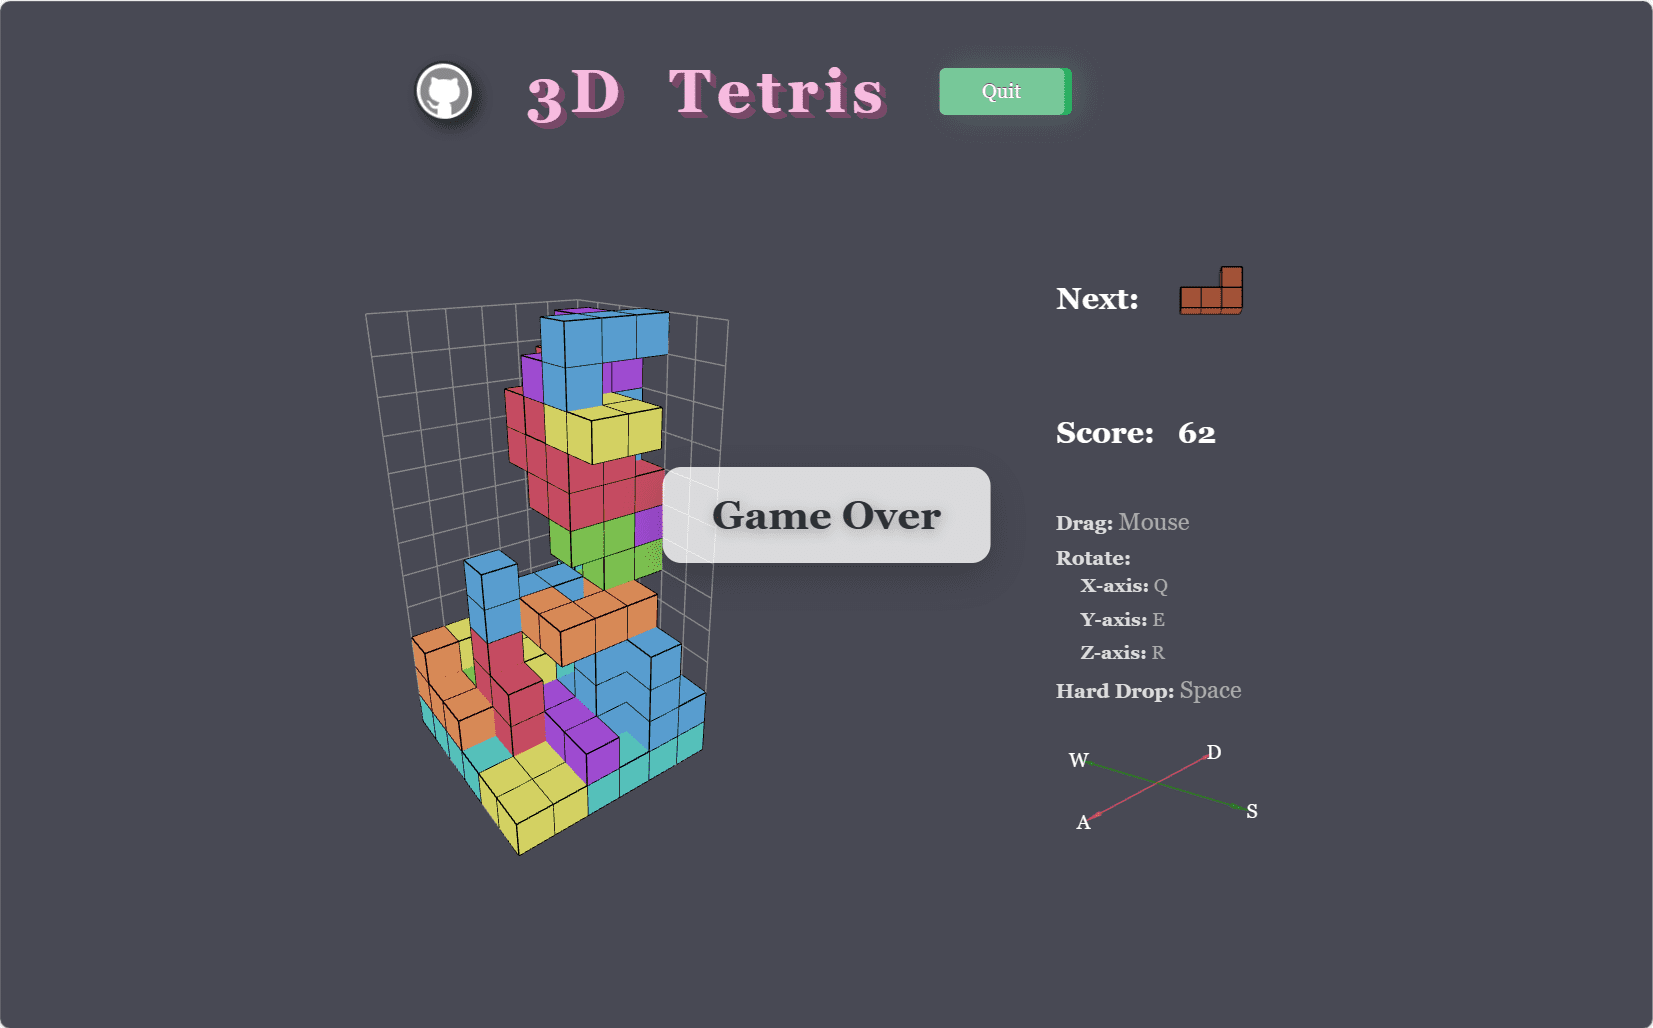 3D Tetris
Quit
Next:
Score: 62
Game Over
Drag: Mouse
Rotate:
X-axis: Q
Y-axis: E
Z-axis: R
Hard Drop: Space
W
D
A
S